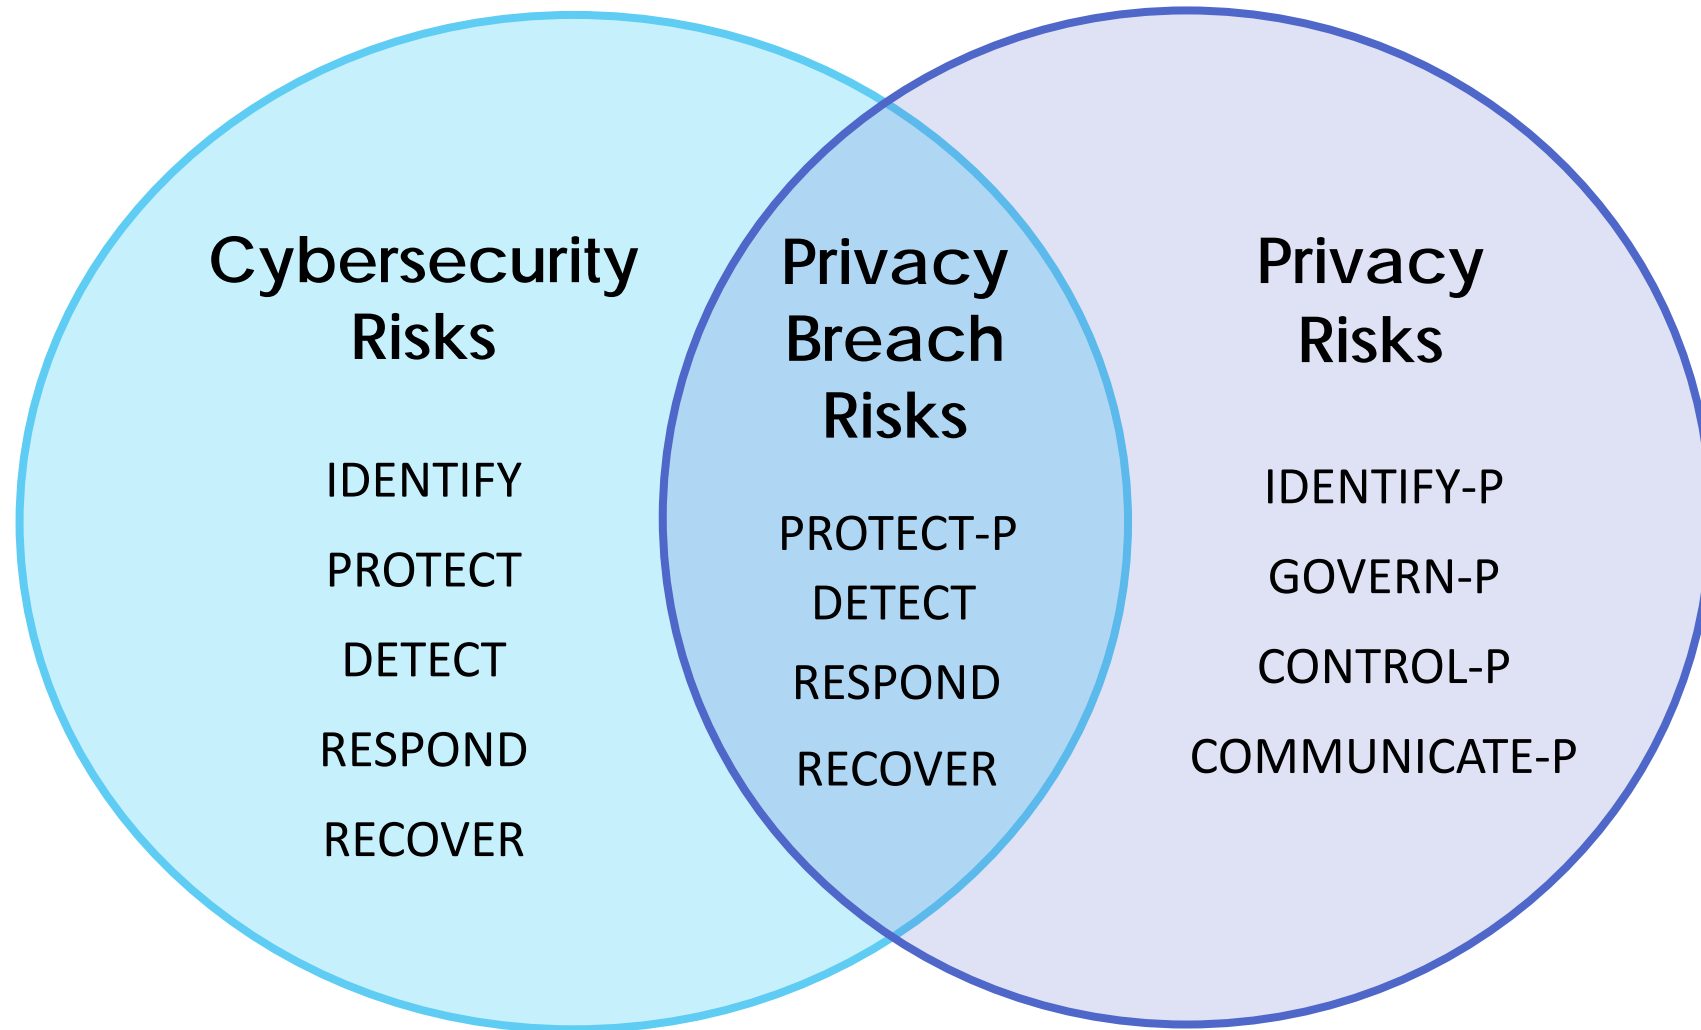 Cybersecurity
Risks
IDENTIFY
PROTECT
DETECT
RESPOND
RECOVER
Privacy
Breach
Risks
PROTECT-P
DETECT
RESPOND
RECOVER
Privacy
Risks
IDENTIFY-P
GOVERN-P
CONTROL-P
COMMUNICATE-P